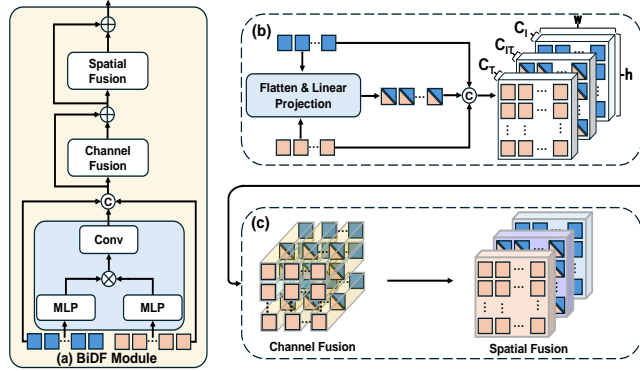 Spatial
Fusion
Channel
Fusion
C
Conv
MLP
MLP
(a) BiDF Module
(b)
Flatten & Linear
Projection
C
C_T
C_IT
C_I
w
h
(c)
Channel Fusion
Spatial Fusion